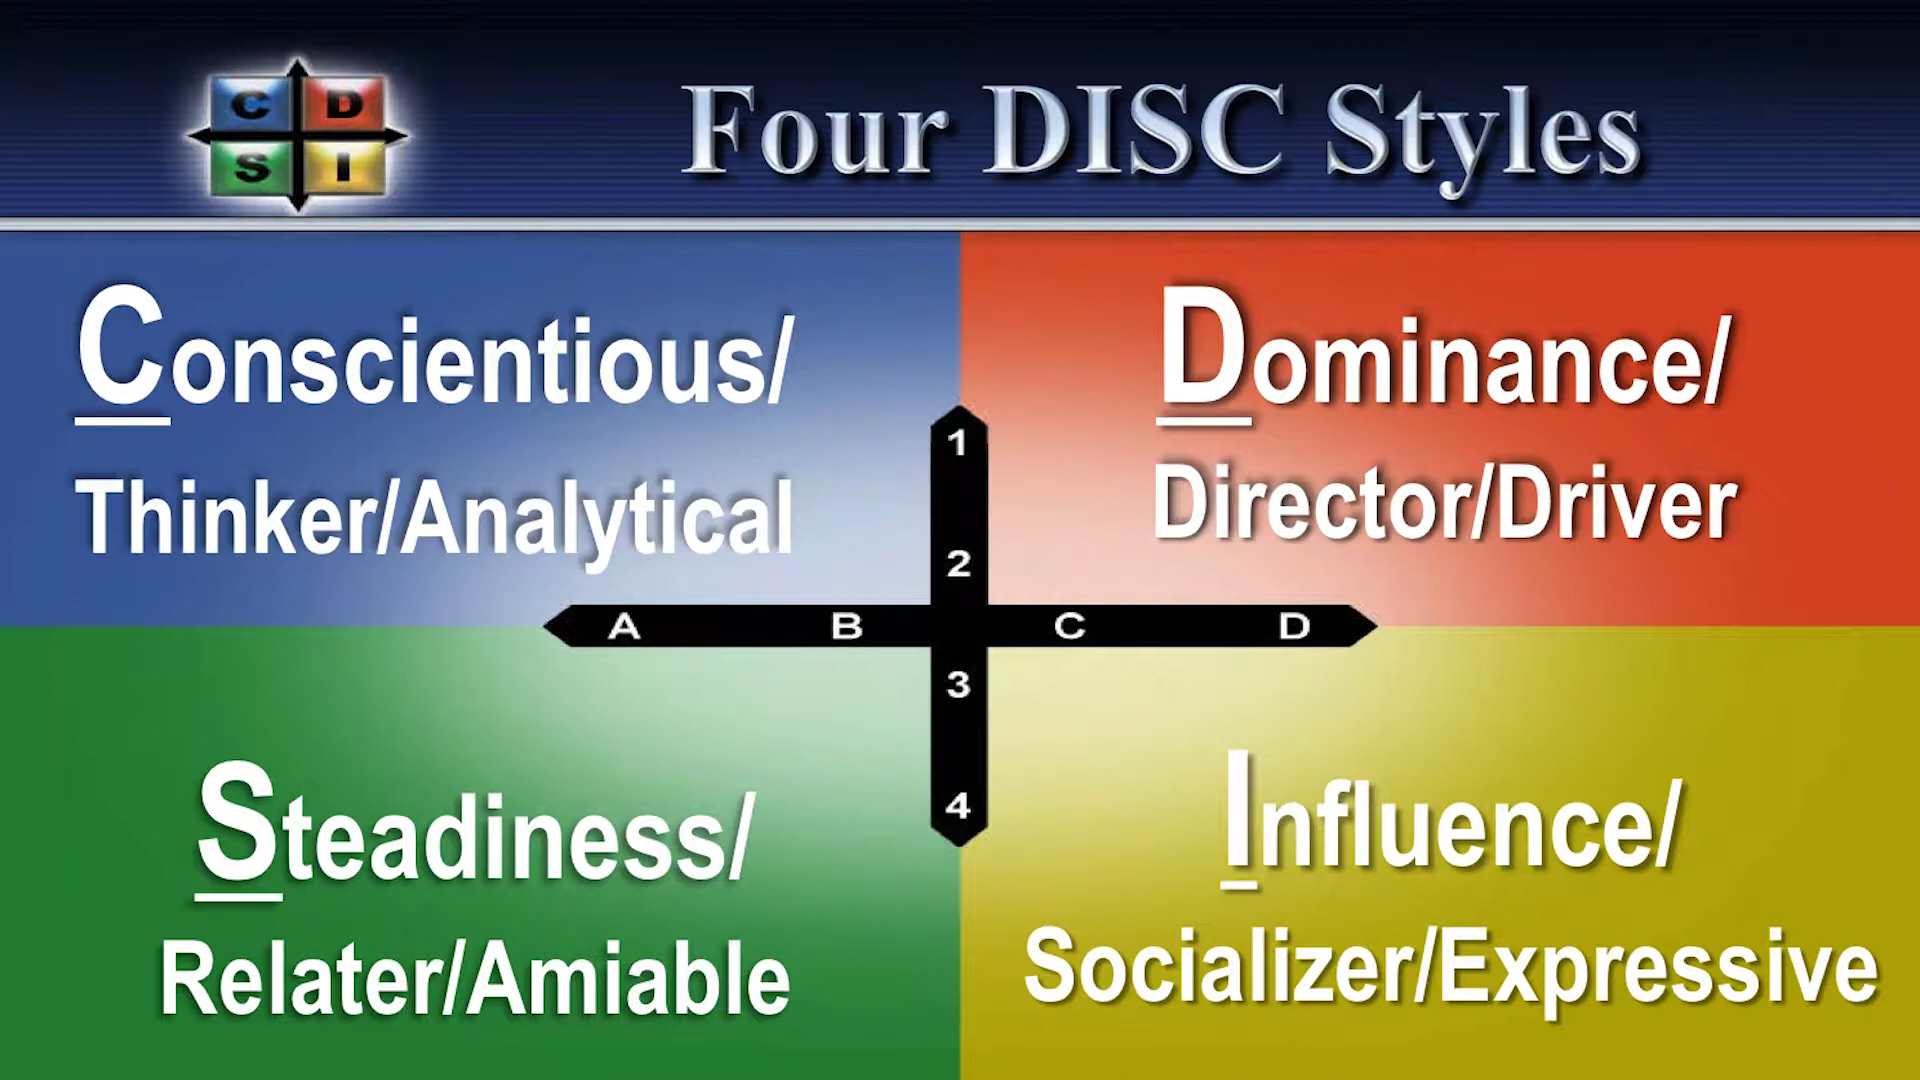 C D
S I
Four DISC Styles
Conscientious/
Thinker/Analytical
Dominance/
Director/Driver
1
2
A B C D
3
4
Steadiness/
Relater/Amiable
Influence/
Socializer/Expressive